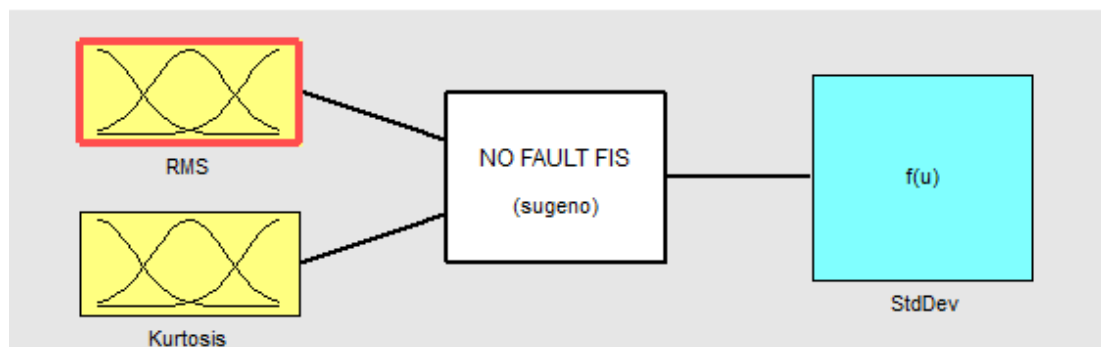 RMS
Kurtosis
NO FAULT FIS
(sugeno)
f(u)
StdDev